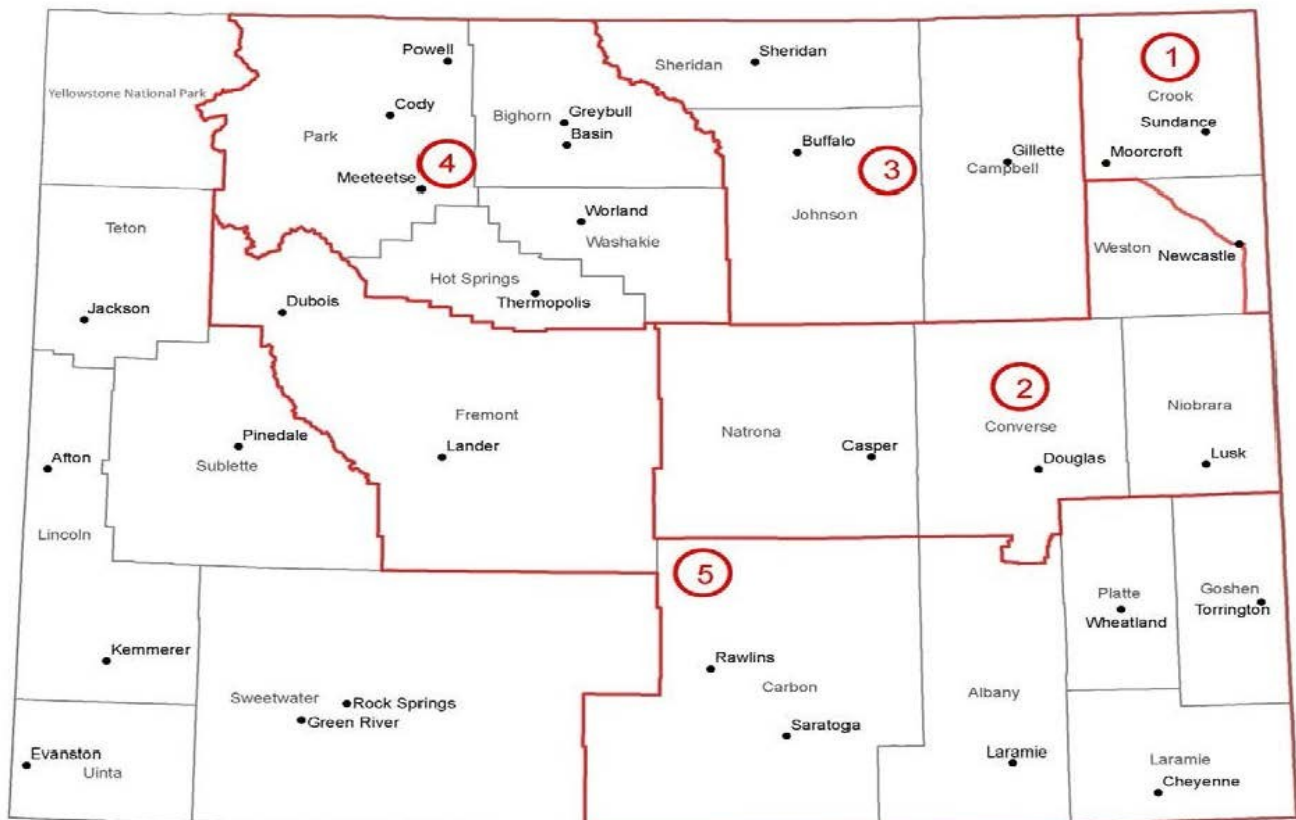 Powell
Sheridan
Sheridan
1
Yellowstone National Park
Crook
Cody
Bighorn
Greybull
Basin
Sundance
Park
4
Buffalo
3
Gillette
Campbell
Moorcroft
Meeteetse
Worland
Johnson
Teton
Washakie
Weston
Newcastle
Hot Springs
Thermopolis
Dubois
Jackson
2
Fremont
Niobrara
Natrona
Converse
Pinedale
Lander
Casper
Douglas
Lusk
Afton
Sublette
Lincoln
5
Platte
Wheatland
Goshen
Torrington
Kemmerer
Rawlins
Carbon
Albany
Sweetwater
Rock Springs
Green River
Saratoga
Evanston
Uinta
Laramie
Laramie
Cheyenne